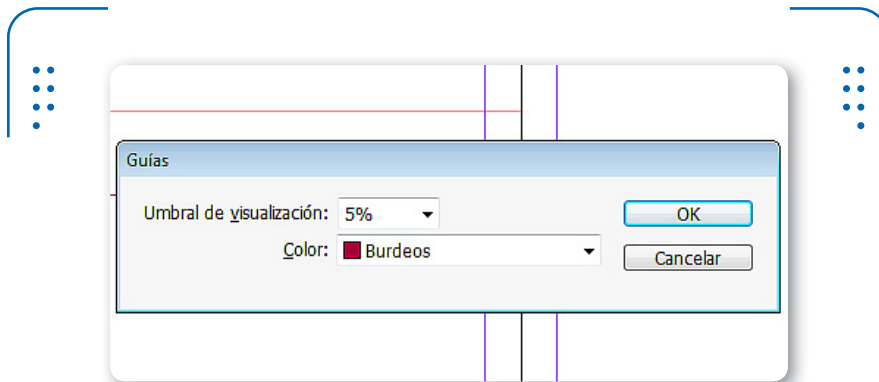 Guías
Umbral de visualización: 5%
OK
Color: Burdeos
Cancelar